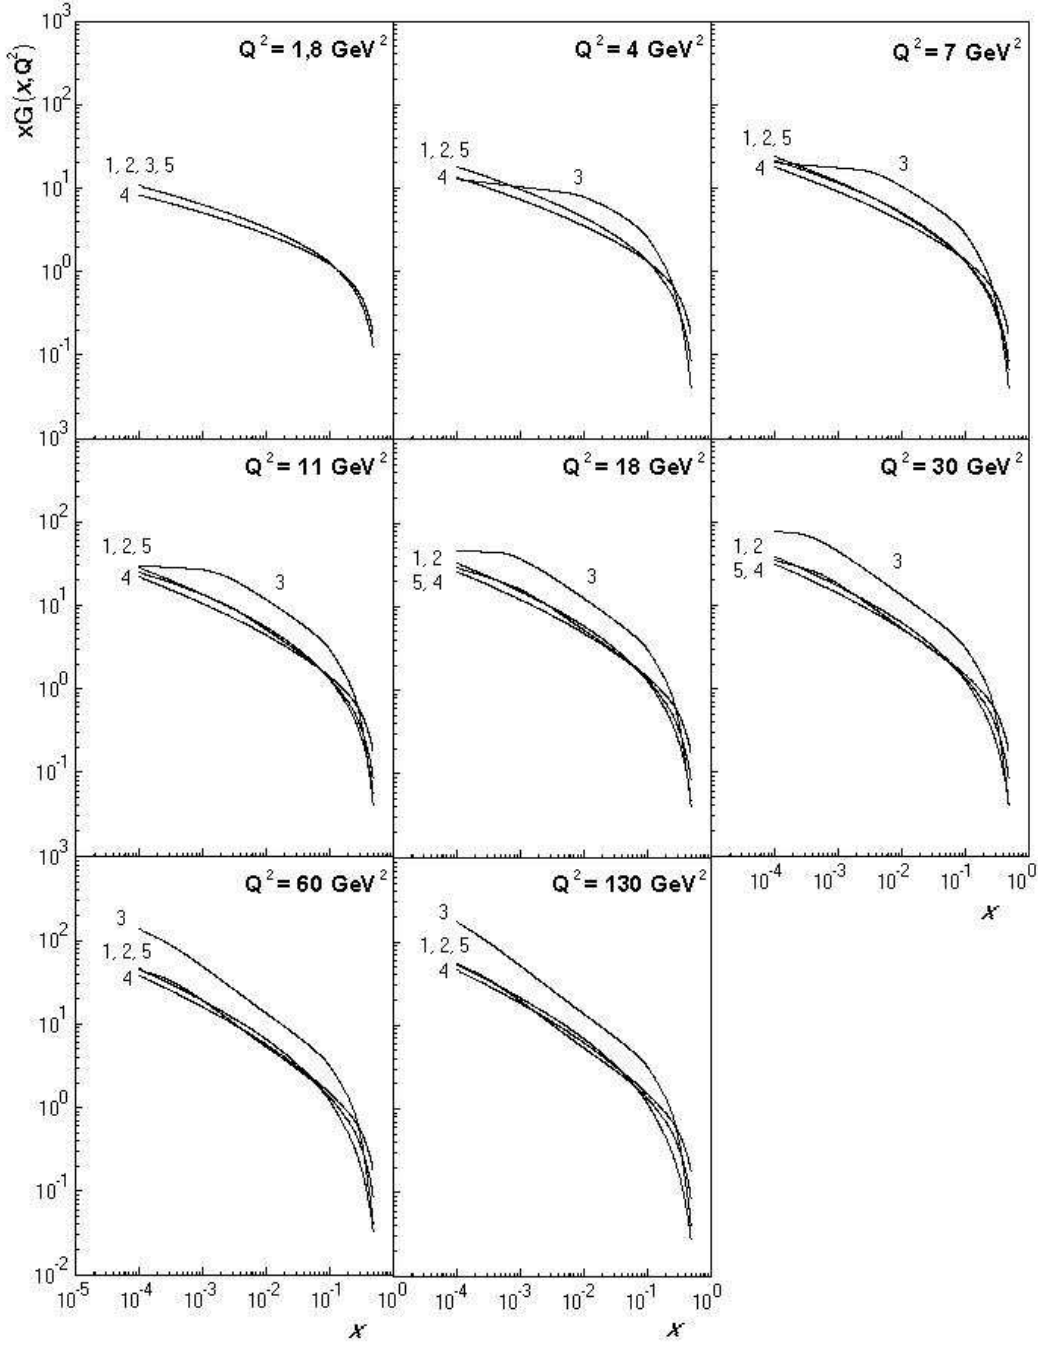 xG(x,Q²)
10³
10²
10¹
10⁰
10⁻¹
10³
Q² = 1,8 GeV²
1, 2, 3, 5
4
Q² = 4 GeV²
1, 2, 5
4
3
Q² = 7 GeV²
1, 2, 5
4
3
10²
10¹
10⁰
10⁻¹
10³
Q² = 11 GeV²
1, 2, 5
4
3
Q² = 18 GeV²
1, 2
5, 4
3
Q² = 30 GeV²
1, 2
5, 4
3
10⁻⁴ 10⁻³ 10⁻² 10⁻¹ 10⁰
x
10²
10¹
10⁰
10⁻¹
10⁻²
Q² = 60 GeV²
3
1, 2, 5
4
Q² = 130 GeV²
3
1, 2, 5
4
10⁻⁵ 10⁻⁴ 10⁻³ 10⁻² 10⁻¹ 10⁰ 10⁻⁴ 10⁻³ 10⁻² 10⁻¹ 10⁰
x
x